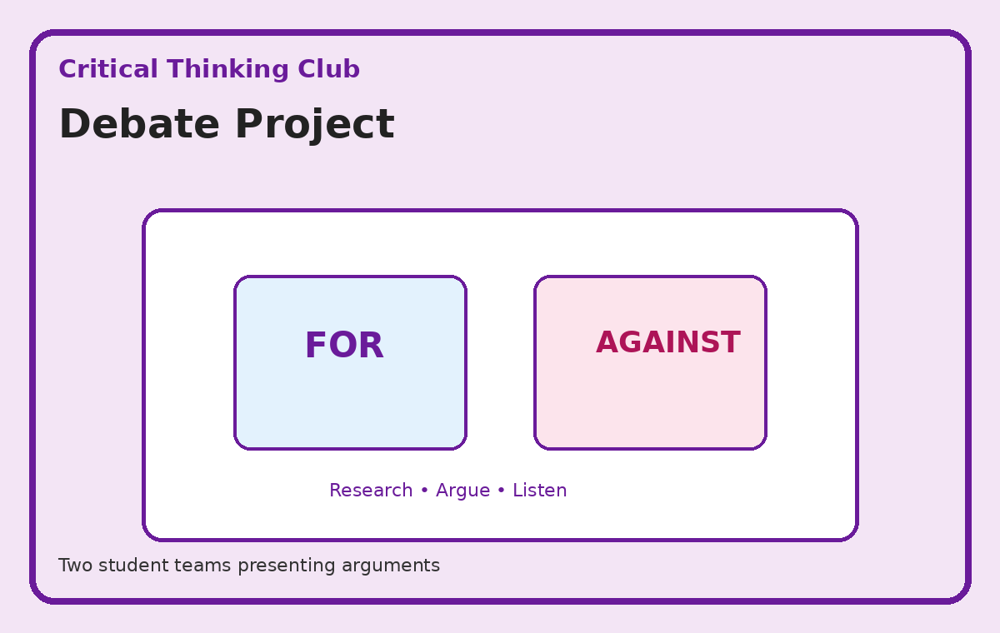 Critical Thinking Club
Debate Project
FOR
AGAINST
Research • Argue • Listen
Two student teams presenting arguments